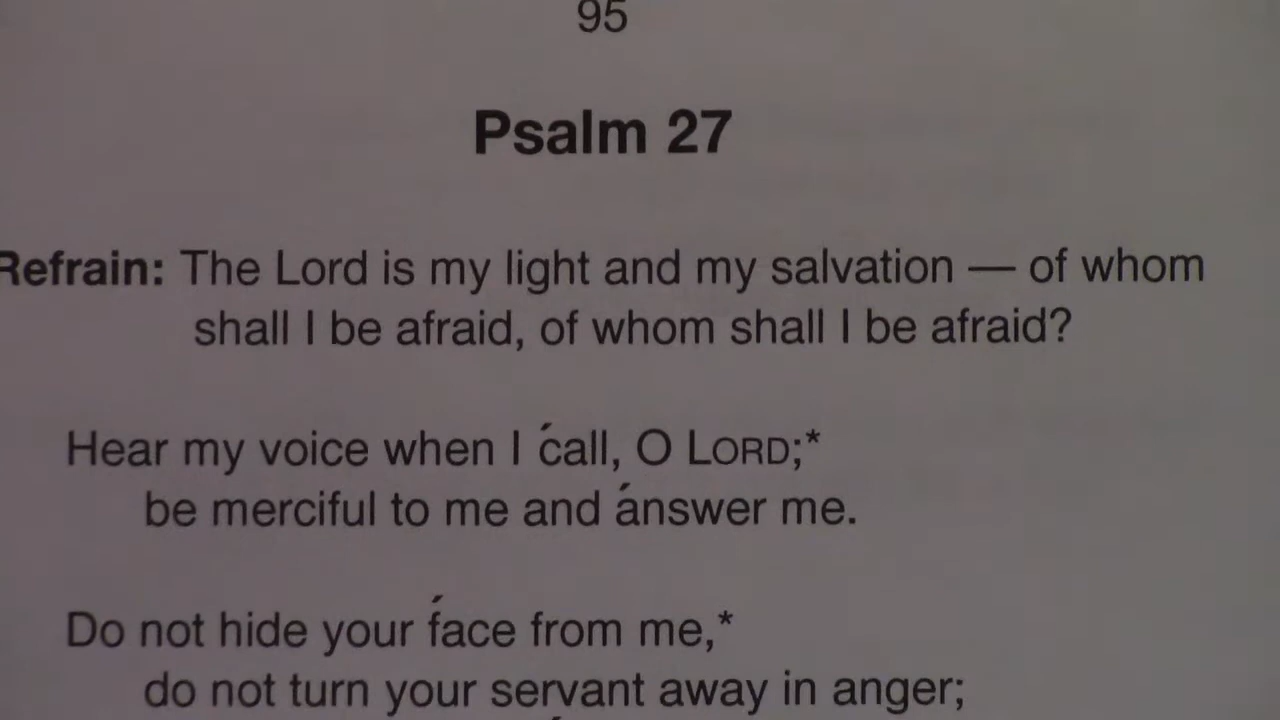 95
Psalm 27
Refrain: The Lord is my light and my salvation — of whom
shall I be afraid, of whom shall I be afraid?
Hear my voice when I ćall, O LORD;*
be merciful to me and ánswer me.
Do not hide your f́ace from me,*
do not turn your servant away in anger;